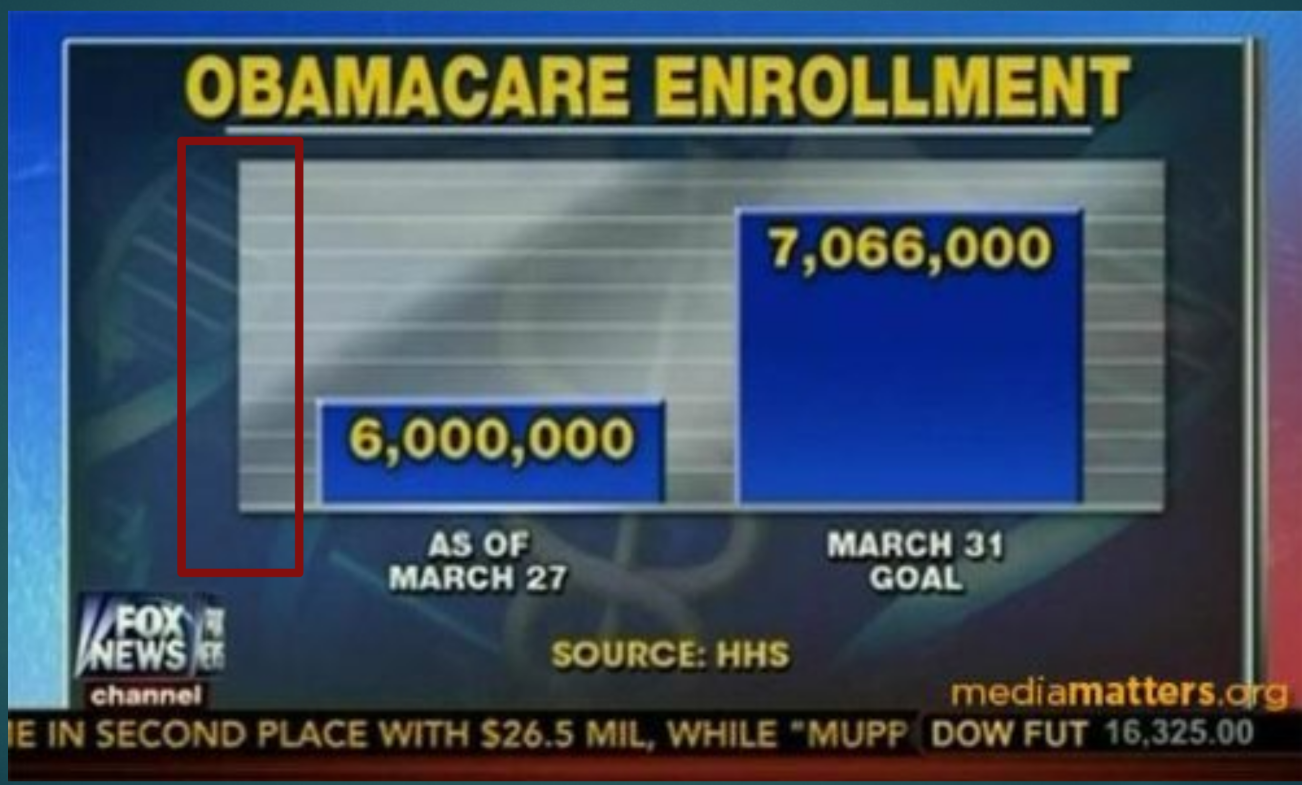 OBAMACARE ENROLLMENT
7,066,000
6,000,000
AS OF
MARCH 27
MARCH 31
GOAL
SOURCE: HHS
FOX
NEWS
channel
mediamatters.org
IE IN SECOND PLACE WITH $26.5 MIL, WHILE "MUPP
DOW FUT 16,325.00